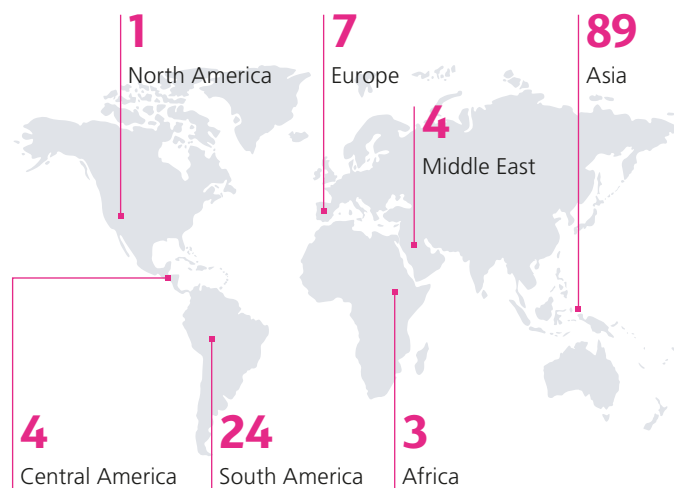 1
North America
7
Europe
89
Asia
4
Middle East
4
Central America
24
South America
3
Africa